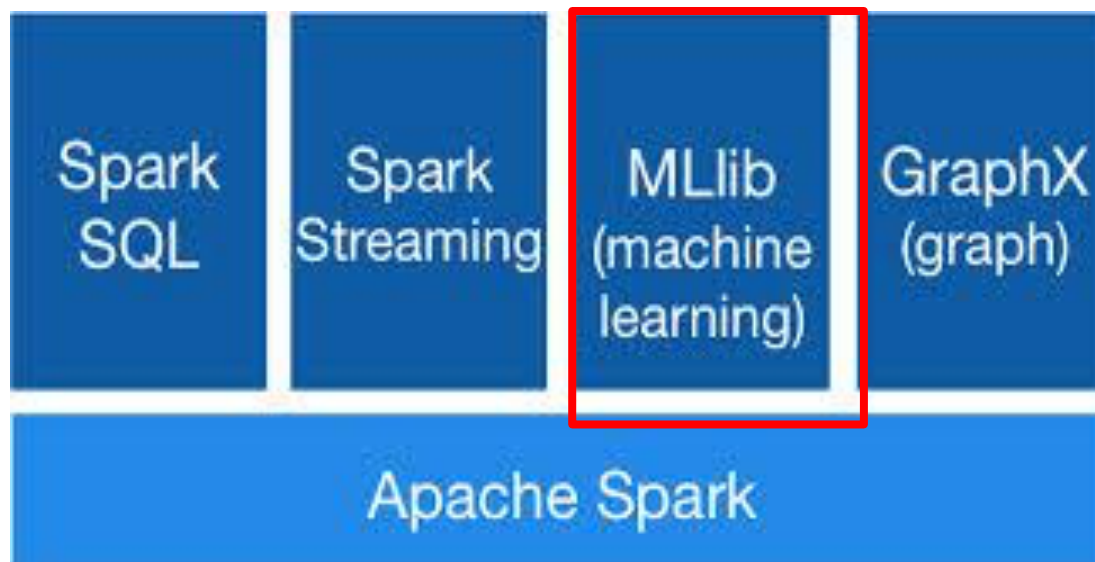 Spark
SQL
Spark
Streaming
MLlib
(machine
learning)
GraphX
(graph)
Apache Spark